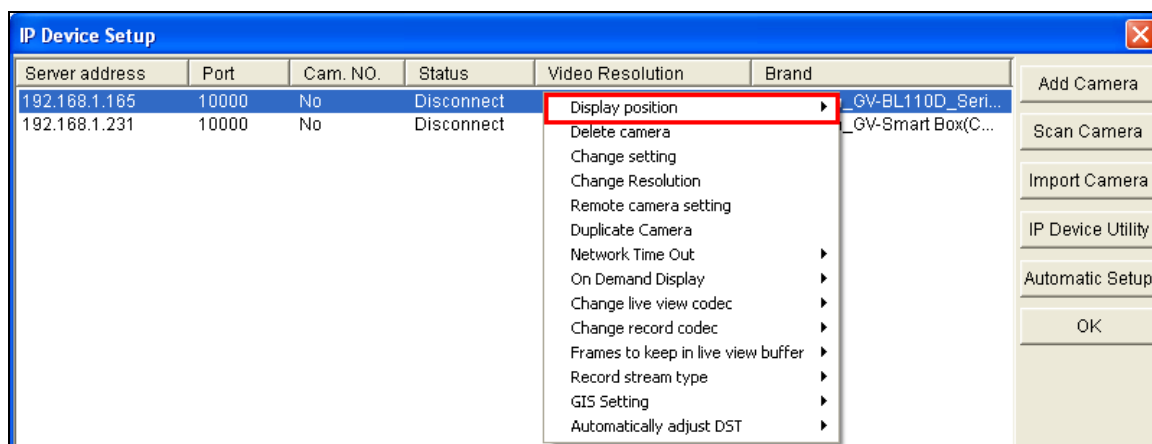 IP Device Setup
Server address Port Cam. NO. Status Video Resolution Brand
192.168.1.165 10000 No Disconnect _GV-BL110D_Seri...
192.168.1.231 10000 No Disconnect _GV-Smart Box(C...
Display position
Delete camera
Change setting
Change Resolution
Remote camera setting
Duplicate Camera
Network Time Out
On Demand Display
Change live view codec
Change record codec
Frames to keep in live view buffer
Record stream type
GIS Setting
Automatically adjust DST
Add Camera
Scan Camera
Import Camera
IP Device Utility
Automatic Setup
OK